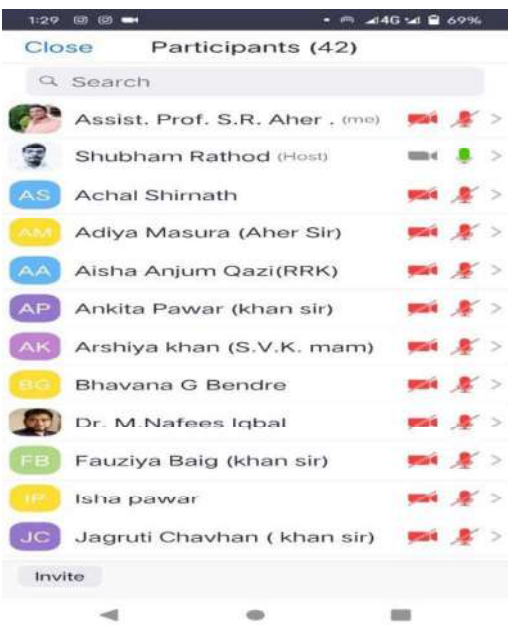 1:29 4G 69%
Close Participants (42)
Search
Assist. Prof. S.R. Aher . (me)
Shubham Rathod (Host)
AS Achal Shirnath
AM Adiya Masura (Aher Sir)
AA Aisha Anjum Qazi(RRK)
AP Ankita Pawar (khan sir)
AK Arshiya khan (S.V.K. mam)
BG Bhavana G Bendre
Dr. M.Nafees Iqbal
FB Fauziya Baig (khan sir)
IP Isha pawar
JC Jagruti Chavhan ( khan sir)
Invite